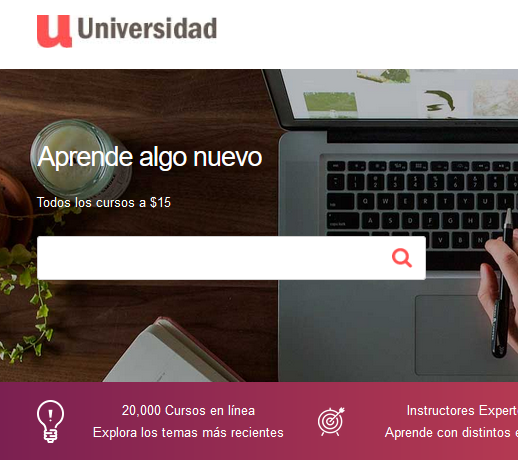 u Universidad
Aprende algo nuevo
Todos los cursos a $15
20,000 Cursos en línea
Explora los temas más recientes
Instructores Expert
Aprende con distintos